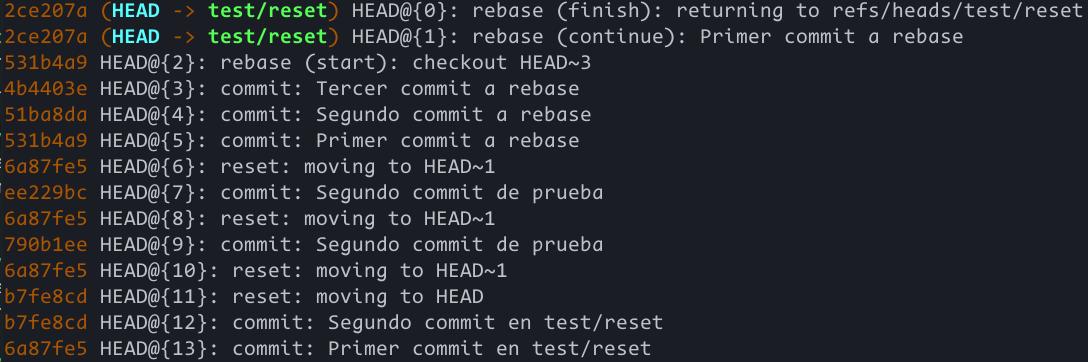 2ce207a (HEAD -> test/reset) HEAD@{0}: rebase (finish): returning to refs/heads/test/reset
2ce207a (HEAD -> test/reset) HEAD@{1}: rebase (continue): Primer commit a rebase
531b4a9 HEAD@{2}: rebase (start): checkout HEAD~3
4b4403e HEAD@{3}: commit: Tercer commit a rebase
51ba8da HEAD@{4}: commit: Segundo commit a rebase
531b4a9 HEAD@{5}: commit: Primer commit a rebase
6a87fe5 HEAD@{6}: reset: moving to HEAD~1
ee229bc HEAD@{7}: commit: Segundo commit de prueba
6a87fe5 HEAD@{8}: reset: moving to HEAD~1
790b1ee HEAD@{9}: commit: Segundo commit de prueba
6a87fe5 HEAD@{10}: reset: moving to HEAD~1
b7fe8cd HEAD@{11}: reset: moving to HEAD
b7fe8cd HEAD@{12}: commit: Segundo commit en test/reset
6a87fe5 HEAD@{13}: commit: Primer commit en test/reset